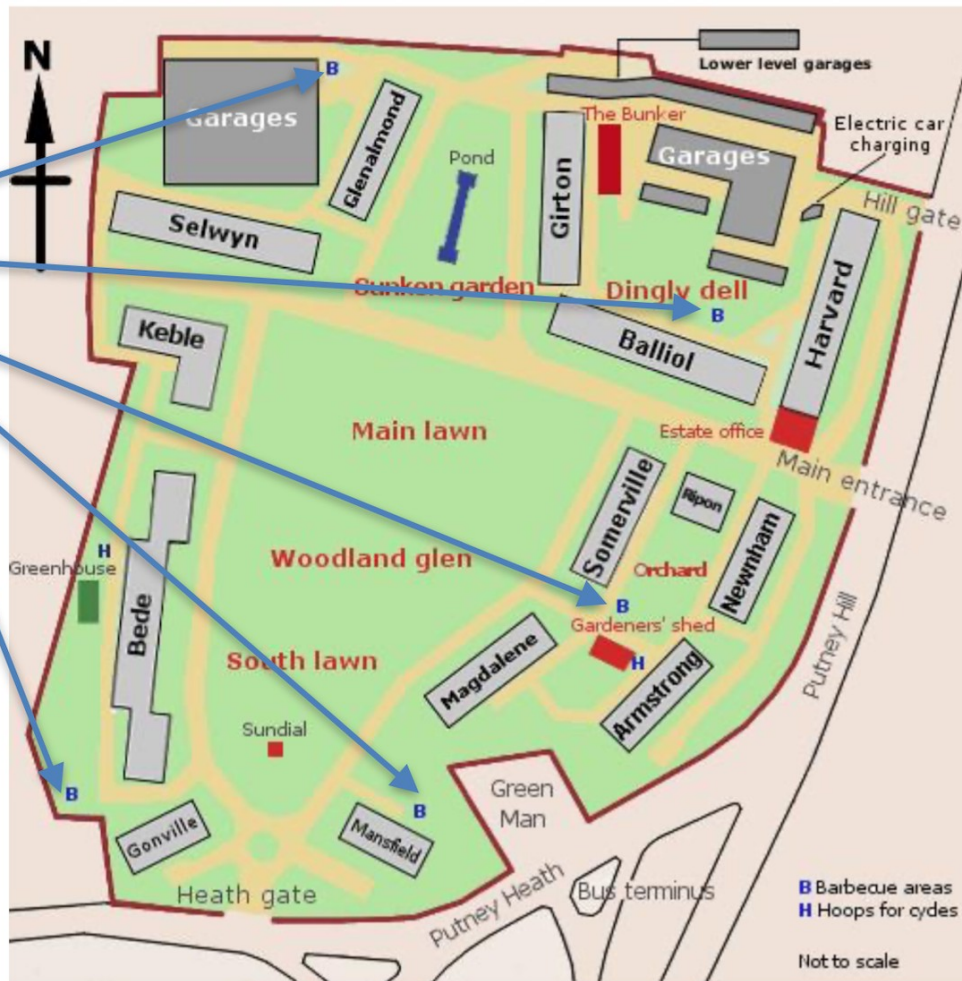 N
Lower level garages
B
Garages
Glenalmond
The Bunker
Electric car
charging
Pond
Girton
Garages
Hill gate
Selwyn
Sunken garden
Dingly dell
B
Harvard
Keble
Balliol
Main lawn
Estate office
Main entrance
Somerville
Ripon
Newnham
H
Greenhouse
Woodland glen
Orchard
Bede
B
Gardeners' shed
H
Putney Hill
South lawn
Magdalene
Armstrong
Sundial
B
B
Green
Man
Gonville
Mansfield
Heath gate
Putney Heath
Bus terminus
B Barbecue areas
H Hoops for cycles
Not to scale